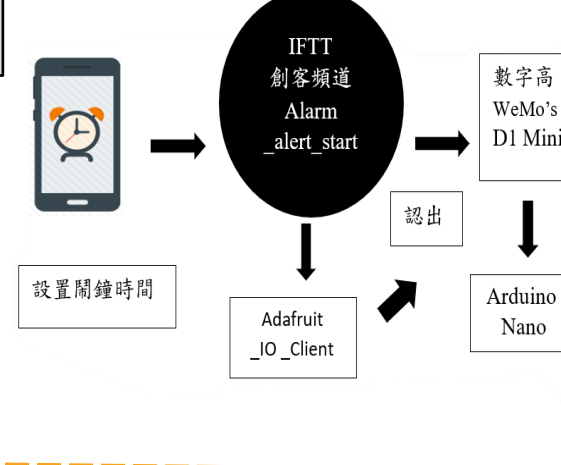 IFTT
創客頻道
Alarm
_alert_start
數字高
WeMo's
D1 Mini
認出
設置鬧鐘時間
Adafruit
_IO _Client
Arduino
Nano